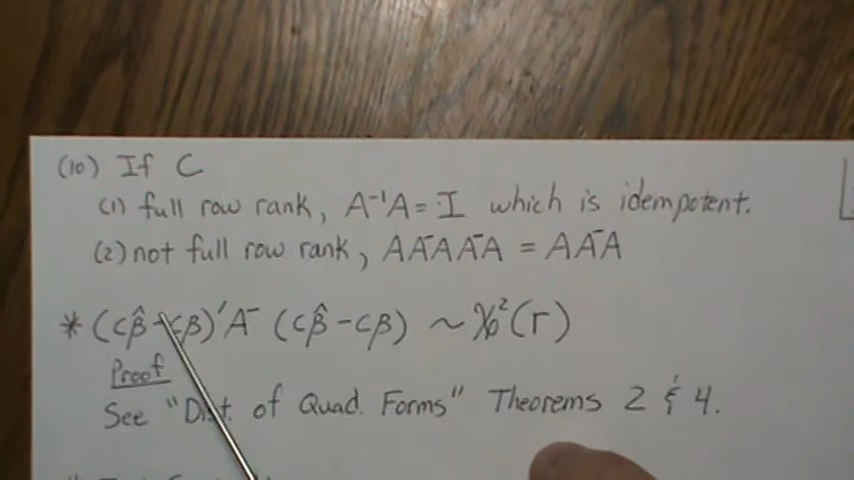 (10) If C
(1) full row rank, A⁻¹A = I which is idempotent.
(2) not full row rank, AA⁻AA⁻A = AA⁻A
* (Cβ̂ - Cβ)'A⁻ (Cβ̂ - Cβ) ~ χ²(r)
Proof
See "Dist. of Quad. Forms" Theorems 2 & 4.